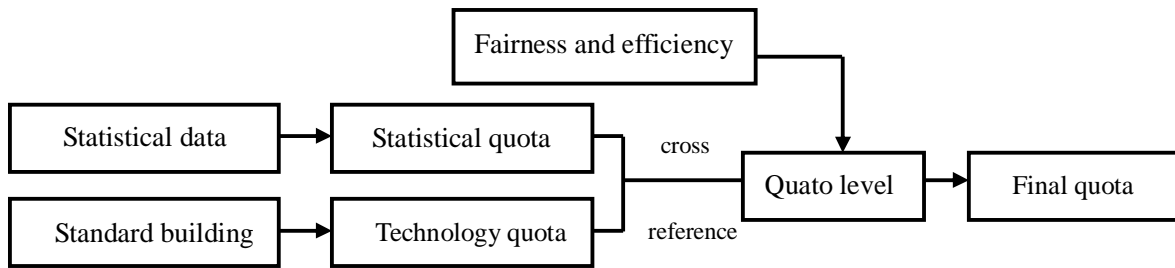 Fairness and efficiency
Statistical data
Statistical quota
cross
Quato level
Final quota
Standard building
Technology quota
reference